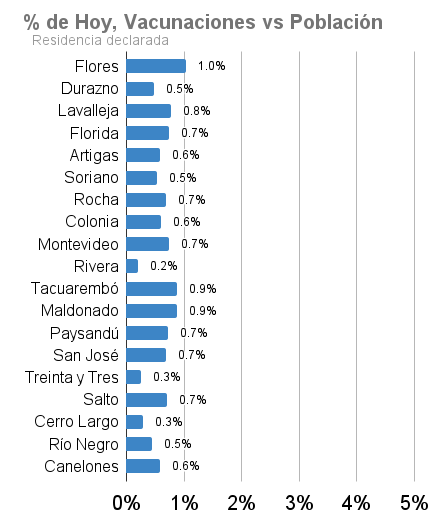 % de Hoy, Vacunaciones vs Población
Residencia declarada
Flores 1.0%
Durazno 0.5%
Lavalleja 0.8%
Florida 0.7%
Artigas 0.6%
Soriano 0.5%
Rocha 0.7%
Colonia 0.6%
Montevideo 0.7%
Rivera 0.2%
Tacuarembó 0.9%
Maldonado 0.9%
Paysandú 0.7%
San José 0.7%
Treinta y Tres 0.3%
Salto 0.7%
Cerro Largo 0.3%
Río Negro 0.5%
Canelones 0.6%
0% 1% 2% 3% 4% 5%